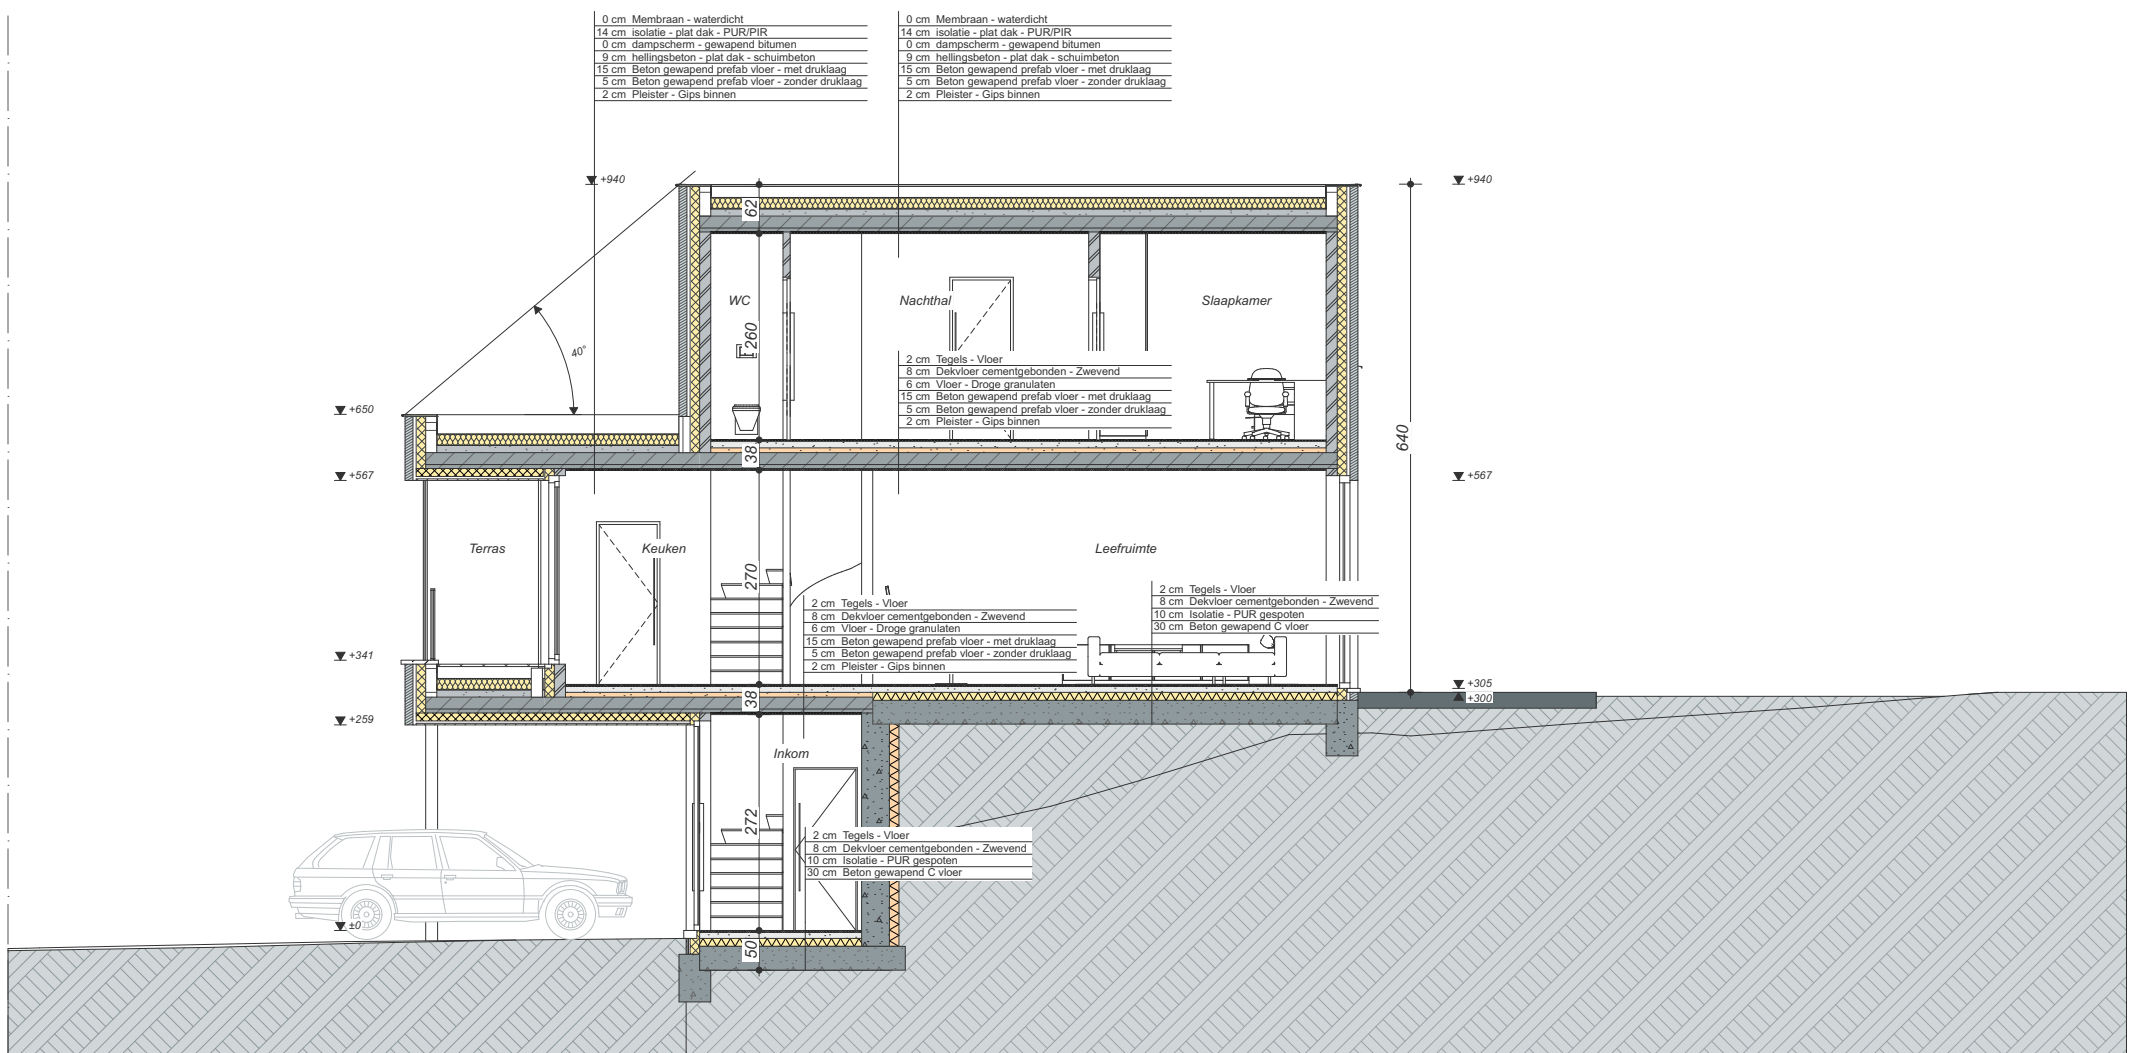 0 cm Membraan - waterdicht
14 cm isolatie - plat dak - PUR/PIR
0 cm dampscherm - gewapend bitumen
9 cm hellingsbeton - plat dak - schuimbeton
15 cm Beton gewapend prefab vloer - met druklaag
5 cm Beton gewapend prefab vloer - zonder druklaag
2 cm Pleister - Gips binnen
0 cm Membraan - waterdicht
14 cm isolatie - plat dak - PUR/PIR
0 cm dampscherm - gewapend bitumen
9 cm hellingsbeton - plat dak - schuimbeton
15 cm Beton gewapend prefab vloer - met druklaag
5 cm Beton gewapend prefab vloer - zonder druklaag
2 cm Pleister - Gips binnen
+940
+940
62
WC
Nachthal
Slaapkamer
260
40°
2 cm Tegels - Vloer
8 cm Dekvloer cementgebonden - Zwevend
6 cm Vloer - Droge granulaten
15 cm Beton gewapend prefab vloer - met druklaag
5 cm Beton gewapend prefab vloer - zonder druklaag
2 cm Pleister - Gips binnen
+650
640
38
+567
+567
Terras
Keuken
Leefruimte
270
2 cm Tegels - Vloer
8 cm Dekvloer cementgebonden - Zwevend
6 cm Vloer - Droge granulaten
15 cm Beton gewapend prefab vloer - met druklaag
5 cm Beton gewapend prefab vloer - zonder druklaag
2 cm Pleister - Gips binnen
2 cm Tegels - Vloer
8 cm Dekvloer cementgebonden - Zwevend
10 cm Isolatie - PUR gespoten
30 cm Beton gewapend C vloer
+341
+305
+300
38
+259
Inkom
272
2 cm Tegels - Vloer
8 cm Dekvloer cementgebonden - Zwevend
10 cm Isolatie - PUR gespoten
30 cm Beton gewapend C vloer
±0
50